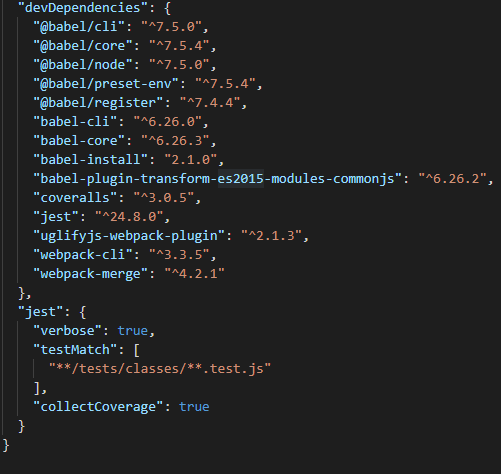 "devDependencies": {
"@babel/cli": "^7.5.0",
"@babel/core": "^7.5.4",
"@babel/node": "^7.5.0",
"@babel/preset-env": "^7.5.4",
"@babel/register": "^7.4.4",
"babel-cli": "^6.26.0",
"babel-core": "^6.26.3",
"babel-install": "2.1.0",
"babel-plugin-transform-es2015-modules-commonjs": "^6.26.2",
"coveralls": "^3.0.5",
"jest": "^24.8.0",
"uglifyjs-webpack-plugin": "^2.1.3",
"webpack-cli": "^3.3.5",
"webpack-merge": "^4.2.1"
},
"jest": {
"verbose": true,
"testMatch": [
"**/tests/classes/**.test.js"
],
"collectCoverage": true
}
}